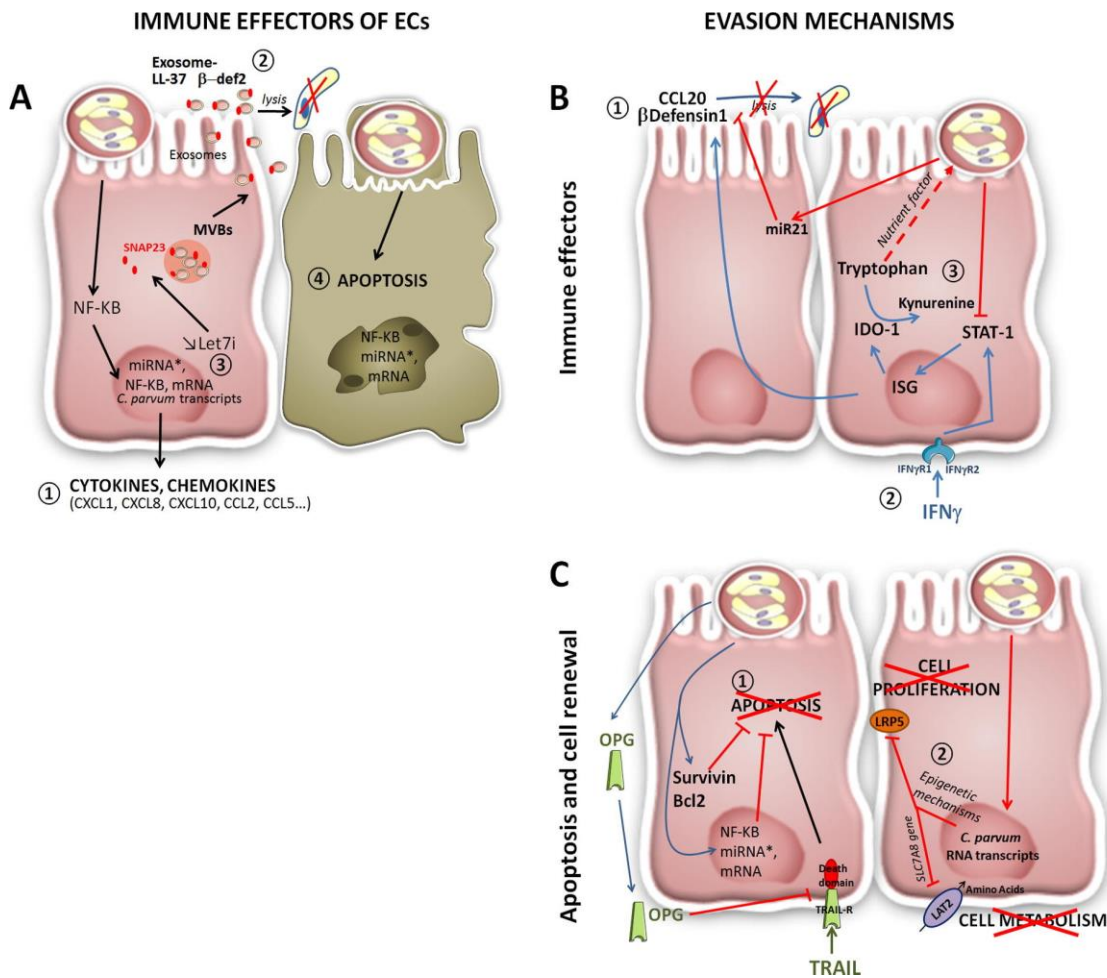 IMMUNE EFFECTORS OF ECs
EVASION MECHANISMS
A
Exosome-
LL-37 β–def2
②
lysis
Exosomes
MVBs
SNAP23
NF-KB
↘Let7i
③
miRNA*,
NF-KB, mRNA
C. parvum transcripts
① CYTOKINES, CHEMOKINES
(CXCL1, CXCL8, CXCL10, CCL2, CCL5...)
④ APOPTOSIS
NF-KB
miRNA*,
mRNA
B
Immune effectors
① CCL20
βDefensin1
lysis
miR21
Nutrient factor
Tryptophan
③
Kynurenine
IDO-1
STAT-1
ISG
IFNγR1 IFNγR2
②
IFNγ
C
Apoptosis and cell renewal
①
APOPTOSIS
OPG
Survivin
Bcl2
NF-KB
miRNA*,
mRNA
Death
domain
TRAIL-R
OPG
TRAIL
CELL
PROLIFERATION
LRP5
②
Epigenetic
mechanisms
C. parvum
RNA transcripts
SLC7A8 gene
Amino Acids
LAT2
CELL METABOLISM